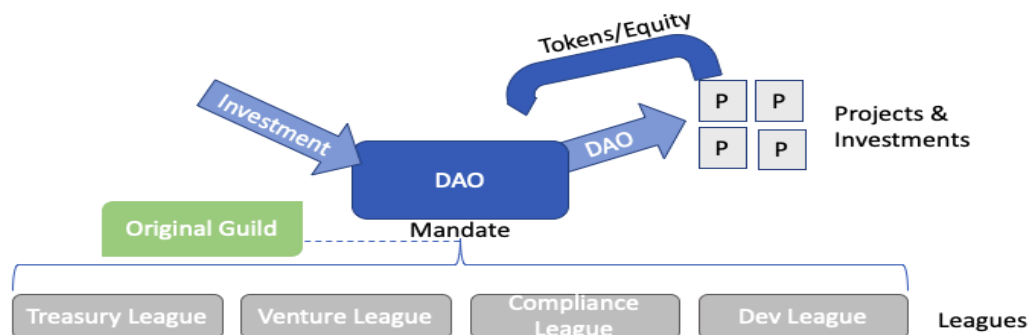 Tokens/Equity
Investment
P P
Projects &
Investments
DAO
P P
DAO
Original Guild
Mandate
Treasury League
Venture League
Compliance
League
Dev League
Leagues